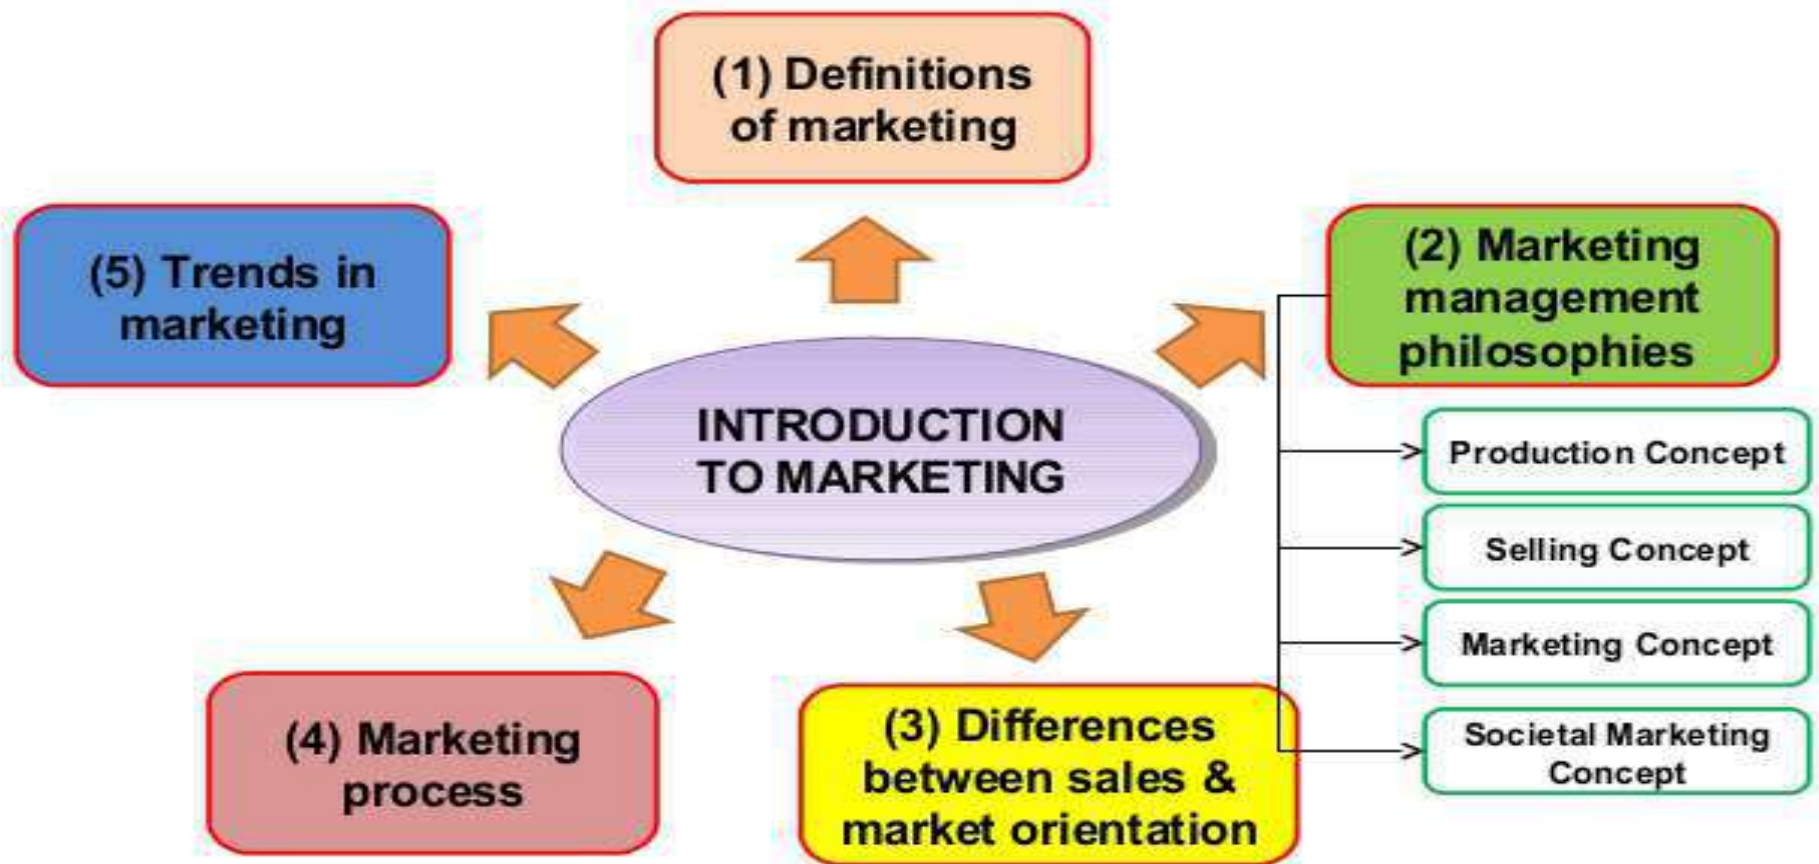 (1) Definitions
of marketing
(2) Marketing
management
philosophies
Production Concept
Selling Concept
Marketing Concept
Societal Marketing
Concept
(3) Differences
between sales &
market orientation
(4) Marketing
process
(5) Trends in
marketing
INTRODUCTION
TO MARKETING